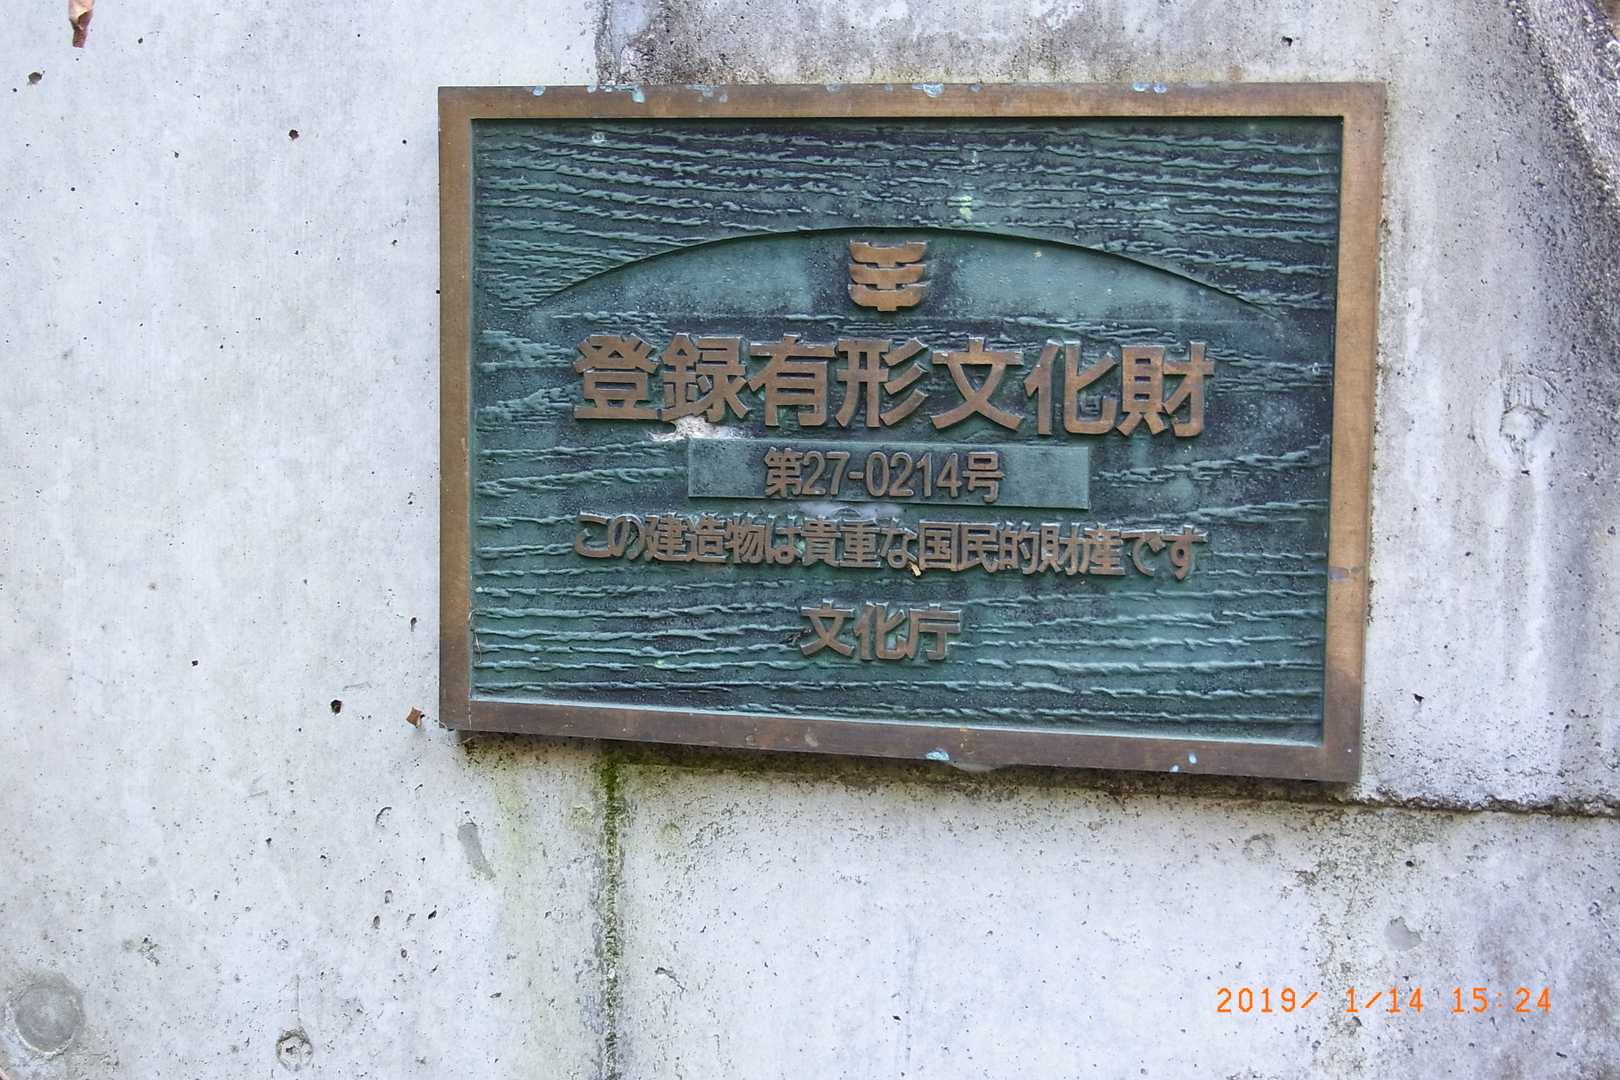 登録有形文化財
第27-0214号
この建造物は貴重な国民的財産です
文化庁
2019/ 1/14 15:24